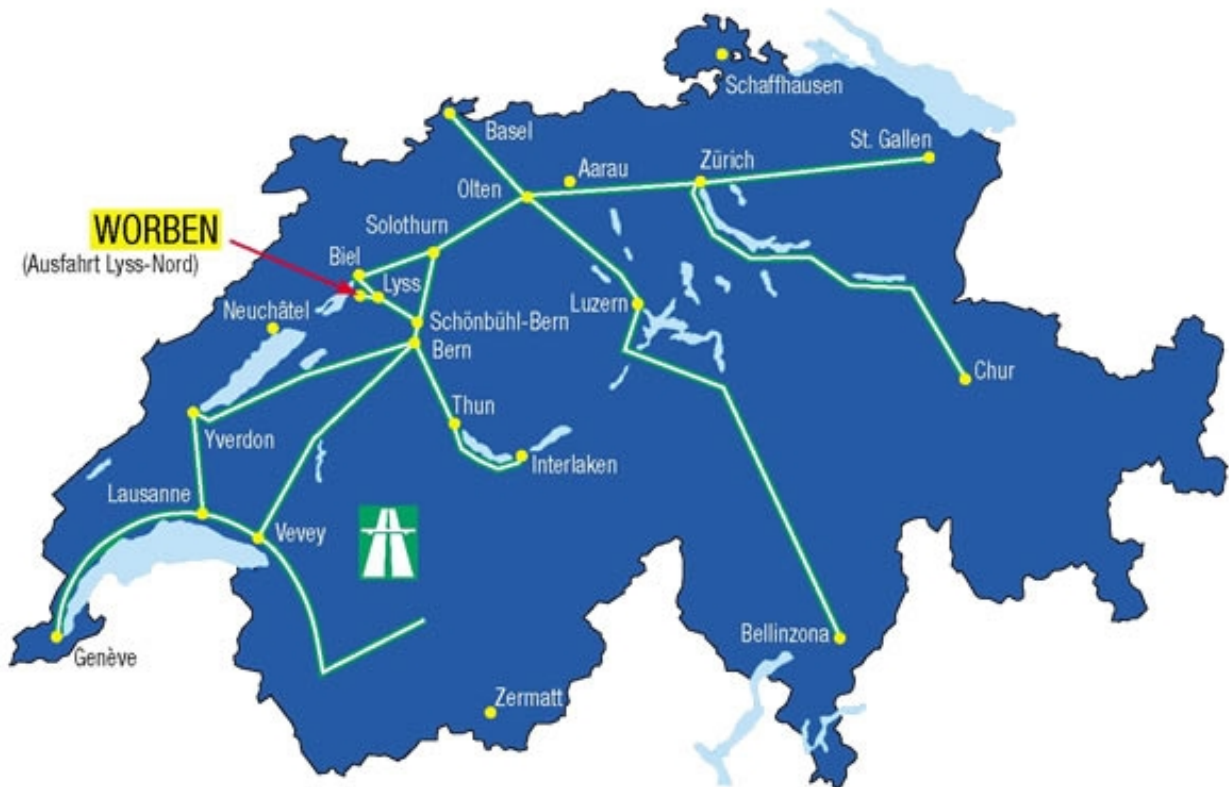 Schaffhausen
Basel
St. Gallen
Aarau
Zürich
Olten
WORBEN
(Ausfahrt Lyss-Nord)
Solothurn
Biel
Lyss
Neuchâtel
Luzern
Schönbühl-Bern
Bern
Chur
Thun
Yverdon
Interlaken
Lausanne
Vevey
Bellinzona
Genève
Zermatt